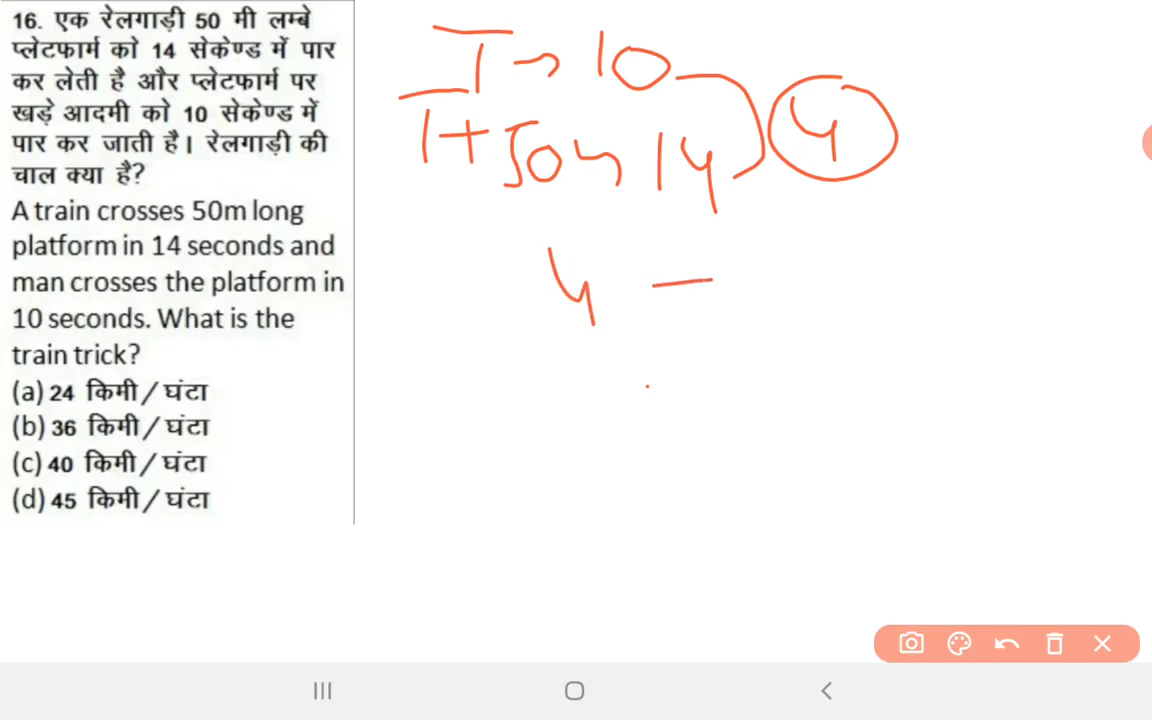 16. एक रेलगाड़ी 50 मी लम्बे
प्लेटफार्म को 14 सेकेण्ड में पार
कर लेती है और प्लेटफार्म पर
खड़े आदमी को 10 सेकेण्ड में
पार कर जाती है। रेलगाड़ी की
चाल क्या है?
A train crosses 50m long
platform in 14 seconds and
man crosses the platform in
10 seconds. What is the
train trick?
(a) 24 किमी/घंटा
(b) 36 किमी/घंटा
(c) 40 किमी/घंटा
(d) 45 किमी/घंटा
T → 10
T+50 → 14
4
4 —